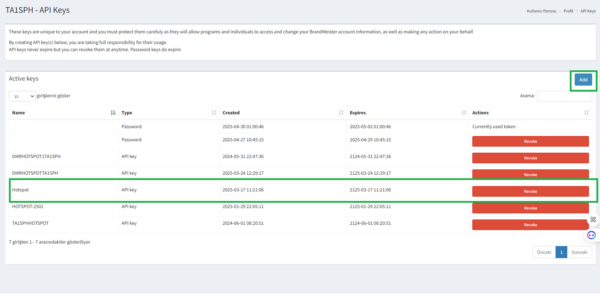 TA1SPH - API Keys
Kullanıcı Panosu / Profil / API Keys
These keys are unique to your account and you must protect them carefuly as they will allow programs and individuals to access and change your BrandMeister account information, as well as making any action on your behalf
By creating API key(s) below, you are taking full responsibility for their usage.
API keys never expire but you can revoke them at anytime. Password keys do expire
Active keys
Add
10 girişlerini göster
Arama:
Name Type Created Expires Actions
Password 2025-04-30 01:00:46 2025-05-02 01:00:46 Currently used token
Password 2025-04-27 10:45:15 2025-04-29 10:45:15 Revoke
DMRHOTSPOT1TA1SPH API key 2024-05-31 22:47:36 2124-05-31 22:47:36 Revoke
DMRHOTSPOTTTA1SPH API key 2025-03-24 12:29:17 2125-03-24 12:29:17 Revoke
Hotspot API key 2025-03-17 11:21:06 2125-03-17 11:21:06 Revoke
HOTSPOT-2501 API key 2025-01-29 22:05:11 2125-01-29 22:05:11 Revoke
TA1SPHHOTSPOT API key 2024-06-01 08:20:51 2124-06-01 08:20:51 Revoke
7 girişten 1 - 7 arasındakiler gösteriliyor
Önceki 1 Sonraki